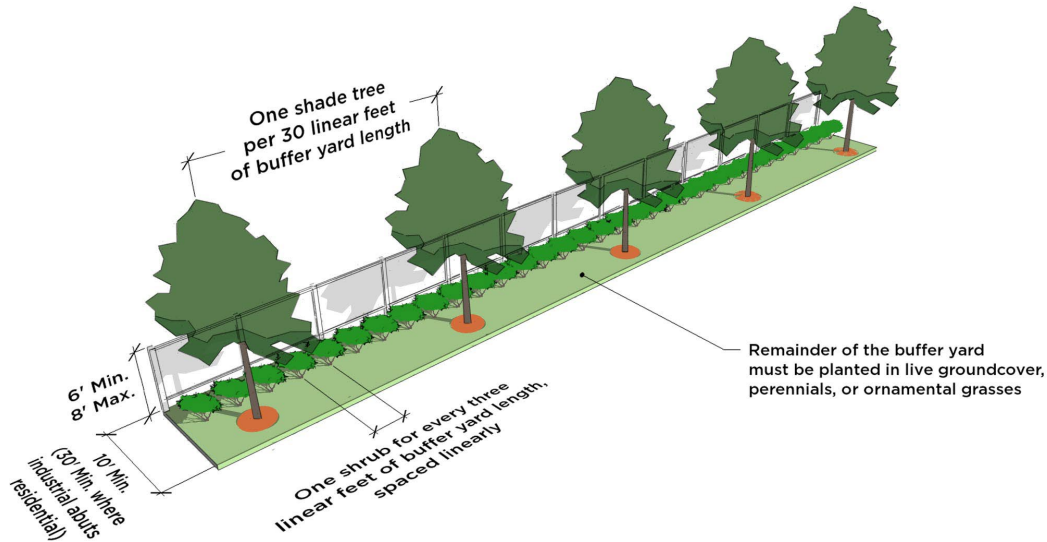 One shade tree
per 30 linear feet
of buffer yard length
6' Min.
8' Max.
10' Min.
(30' Min. where
industrial abuts
residential)
One shrub for every three
linear feet of buffer yard length,
spaced linearly
Remainder of the buffer yard
must be planted in live groundcover,
perennials, or ornamental grasses